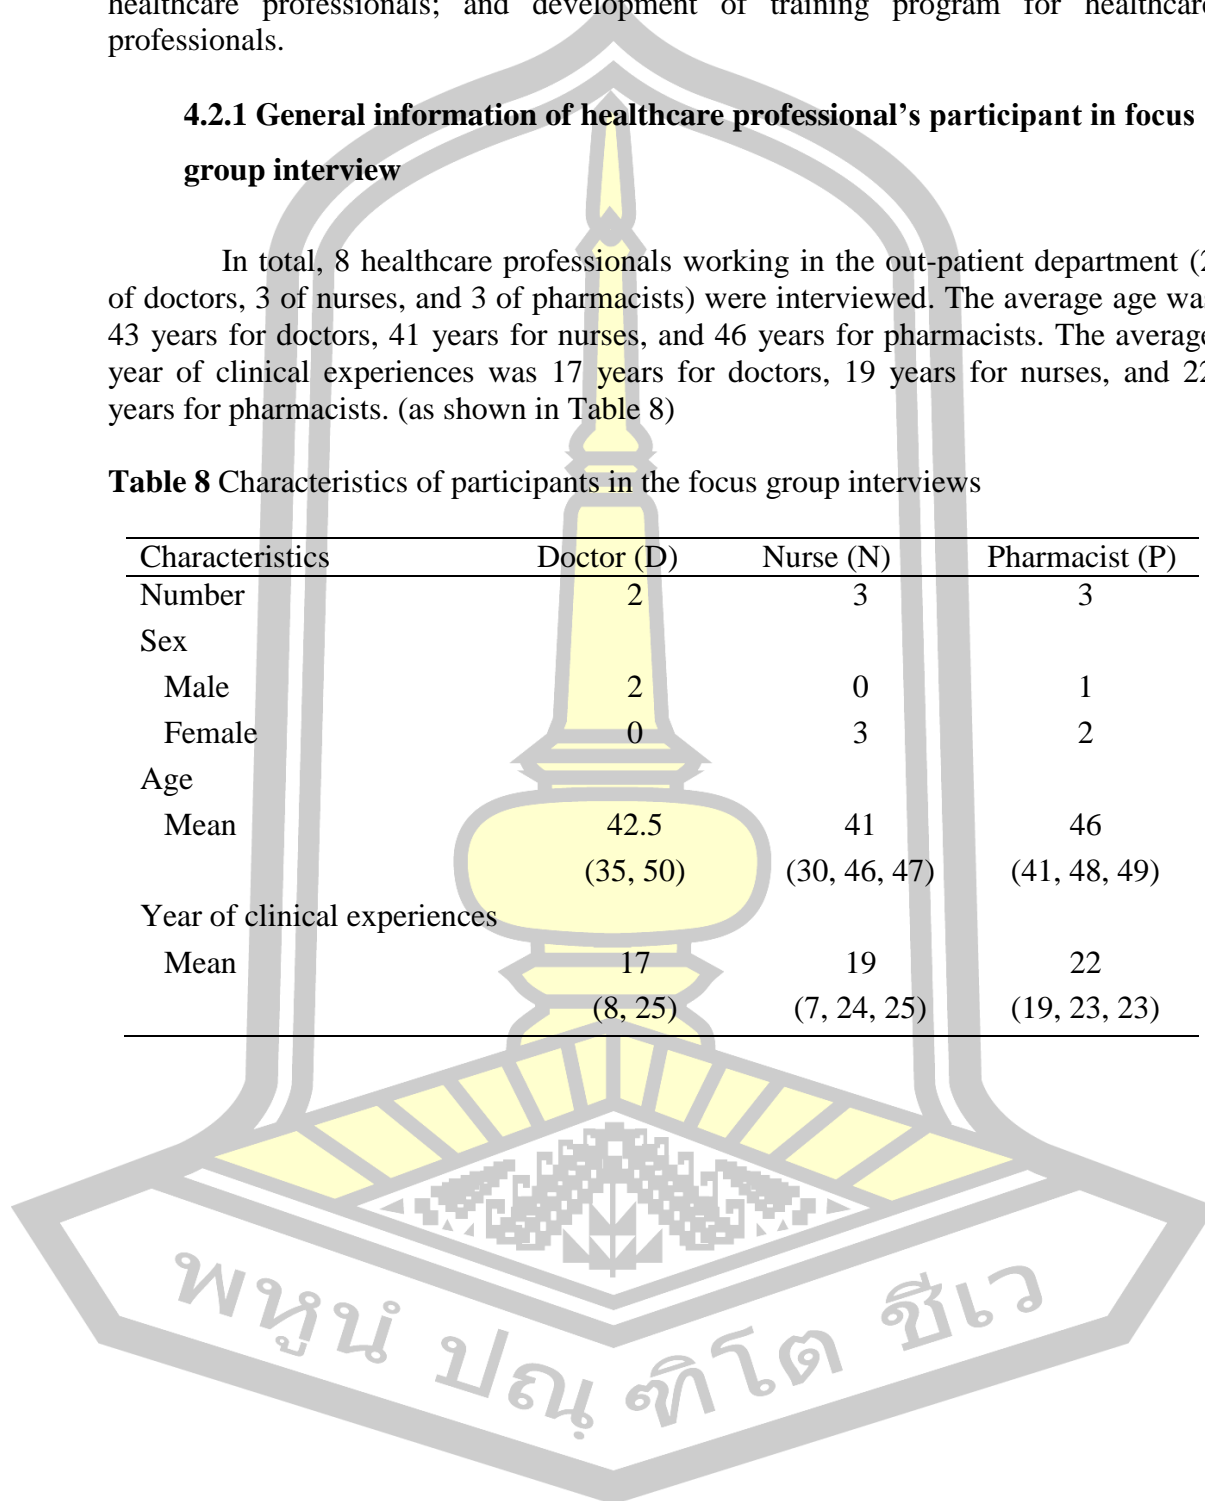 healthcare professionals; and development of training program for healthcare
professionals.
4.2.1 General information of healthcare professional’s participant in focus
group interview
In total, 8 healthcare professionals working in the out-patient department (2
of doctors, 3 of nurses, and 3 of pharmacists) were interviewed. The average age was
43 years for doctors, 41 years for nurses, and 46 years for pharmacists. The average
year of clinical experiences was 17 years for doctors, 19 years for nurses, and 22
years for pharmacists. (as shown in Table 8)
Table 8 Characteristics of participants in the focus group interviews
Characteristics Doctor (D) Nurse (N) Pharmacist (P)
Number 2 3 3
Sex
Male 2 0 1
Female 0 3 2
Age
Mean 42.5 41 46
(35, 50) (30, 46, 47) (41, 48, 49)
Year of clinical experiences
Mean 17 19 22
(8, 25) (7, 24, 25) (19, 23, 23)
พหูนํ ปณฺฑิโต ชีเว